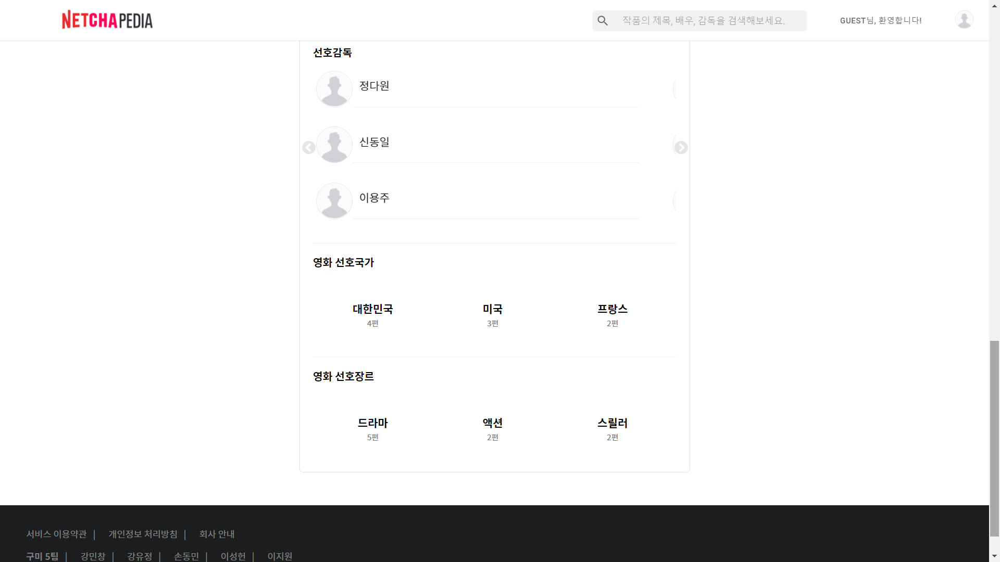 NETCHAPEDIA
작품의 제목, 배우, 감독을 검색해보세요.
GUEST님, 환영합니다!
선호감독
정다원
신동일
이용주
영화 선호국가
대한민국 미국 프랑스
4편 3편 2편
영화 선호장르
드라마 액션 스릴러
5편 2편 2편
서비스 이용약관 | 개인정보 처리방침 | 회사 안내
구미 5팀 | 강민창 | 강유정 | 손동민 | 이성헌 | 이지원